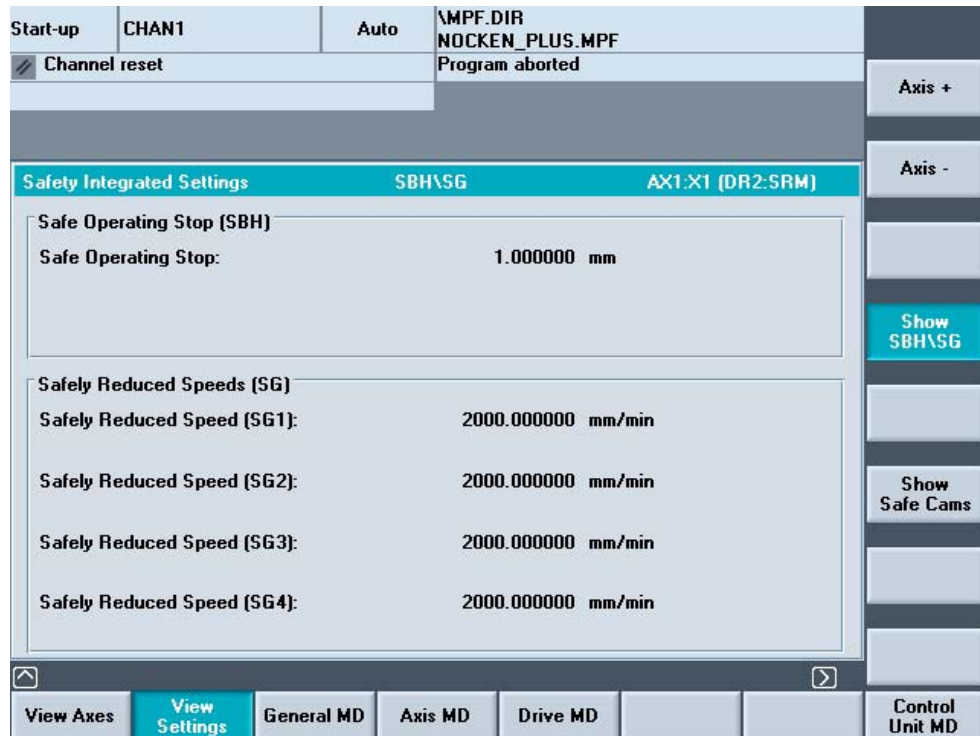 Start-up CHAN1 Auto \MPF.DIR
NOCKEN_PLUS.MPF
Channel reset Program aborted
Axis +
Axis -
Safety Integrated Settings SBH\SG AX1:X1 (DR2:SRM)
Safe Operating Stop (SBH)
Safe Operating Stop: 1.000000 mm
Show
SBH\SG
Safely Reduced Speeds (SG)
Safely Reduced Speed (SG1): 2000.000000 mm/min
Safely Reduced Speed (SG2): 2000.000000 mm/min
Show
Safe Cams
Safely Reduced Speed (SG3): 2000.000000 mm/min
Safely Reduced Speed (SG4): 2000.000000 mm/min
View Axes
View
Settings
General MD
Axis MD
Drive MD
Control
Unit MD